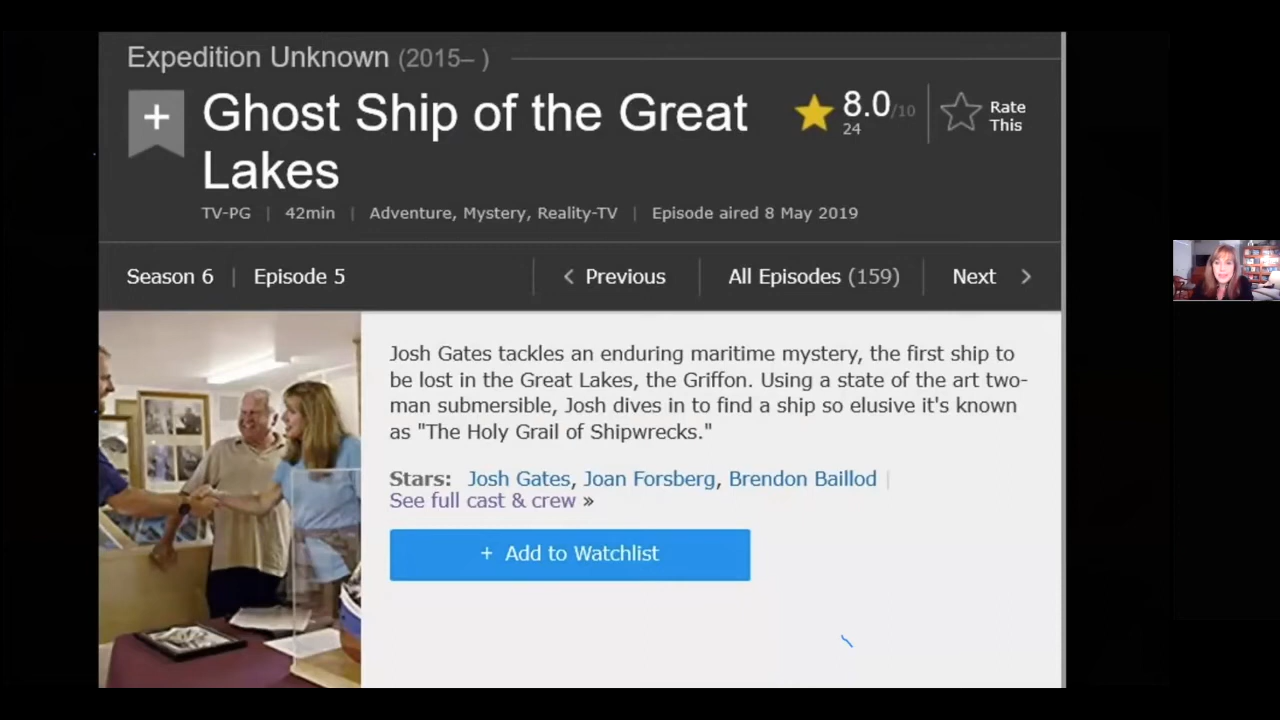 Expedition Unknown (2015– )
+ Ghost Ship of the Great
Lakes
8.0/10
24
Rate
This
TV-PG | 42min | Adventure, Mystery, Reality-TV | Episode aired 8 May 2019
Season 6 | Episode 5
< Previous | All Episodes (159) | Next >
Josh Gates tackles an enduring maritime mystery, the first ship to
be lost in the Great Lakes, the Griffon. Using a state of the art two-
man submersible, Josh dives in to find a ship so elusive it's known
as "The Holy Grail of Shipwrecks."
Stars: Josh Gates, Joan Forsberg, Brendon Baillod |
See full cast & crew »
+ Add to Watchlist